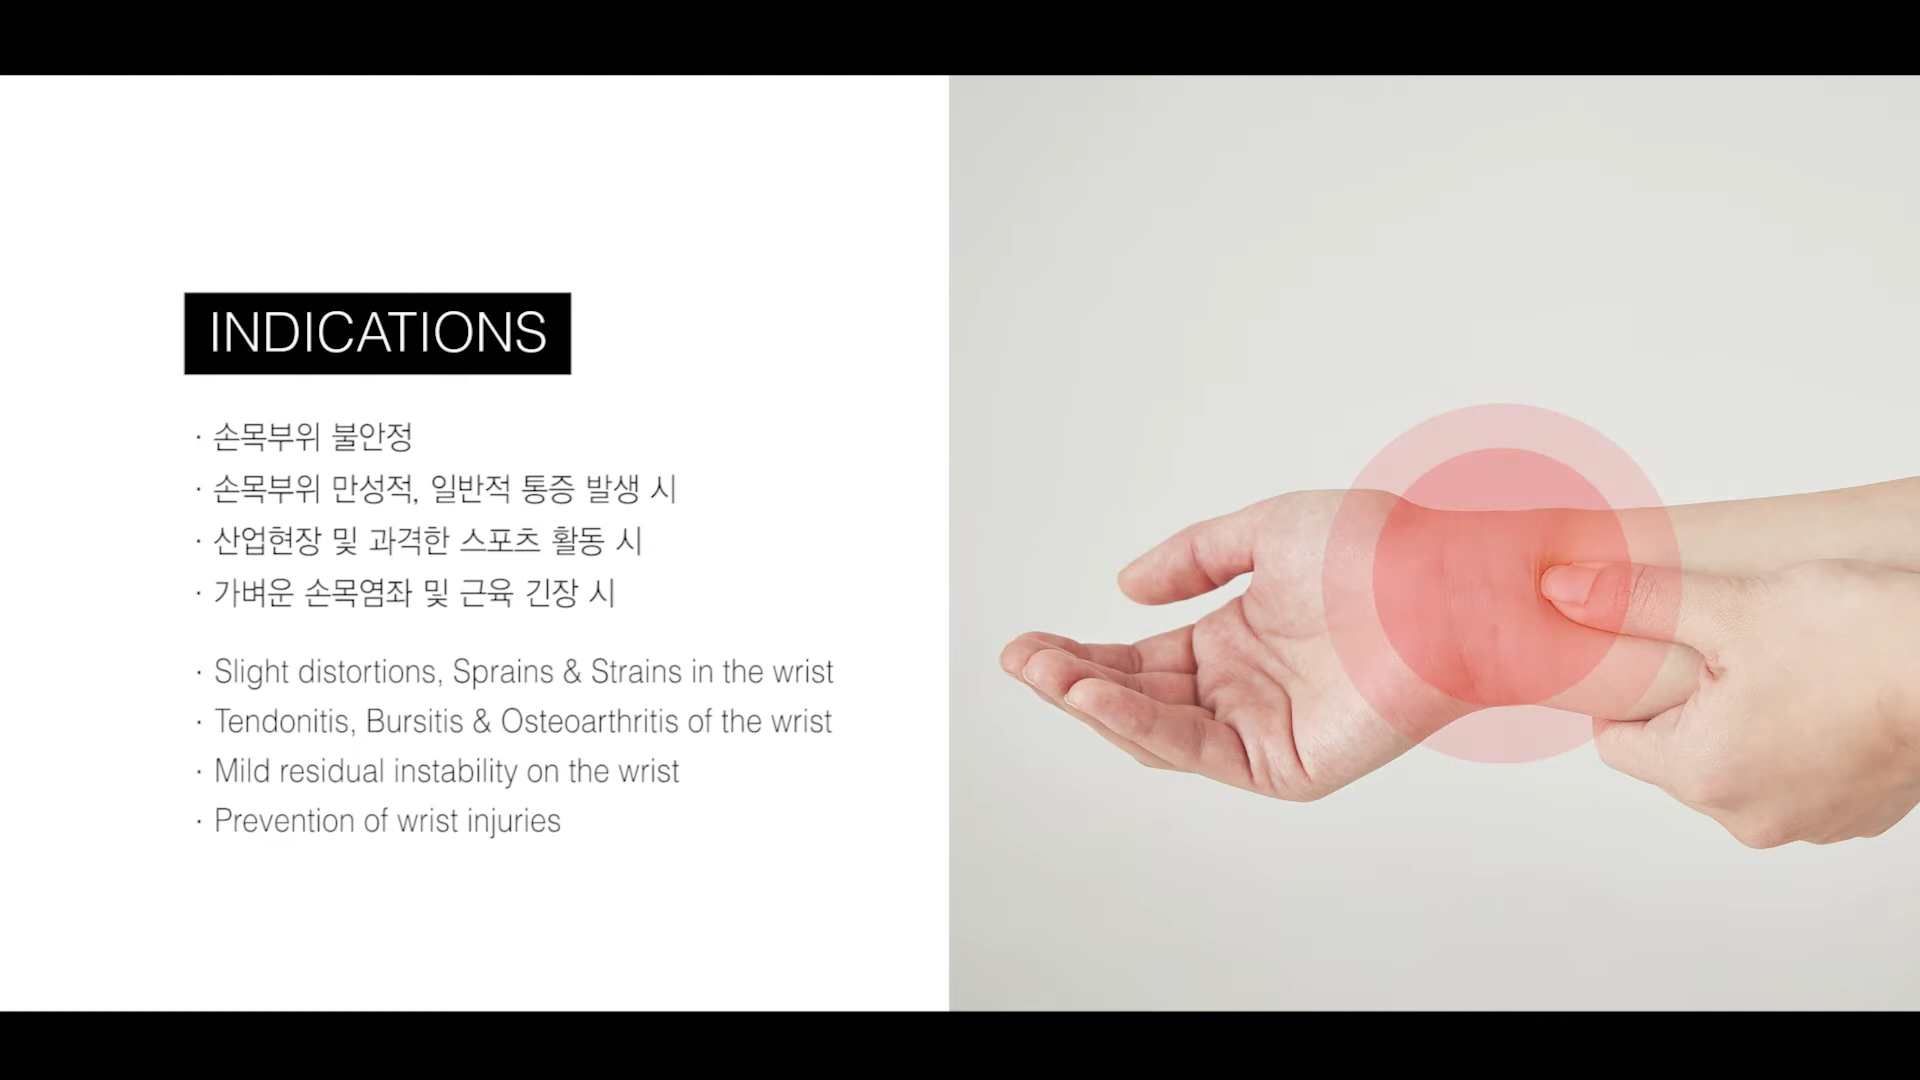 INDICATIONS
· 손목부위 불안정
· 손목부위 만성적, 일반적 통증 발생 시
· 산업현장 및 과격한 스포츠 활동 시
· 가벼운 손목염좌 및 근육 긴장 시
· Slight distortions, Sprains & Strains in the wrist
· Tendonitis, Bursitis & Osteoarthritis of the wrist
· Mild residual instability on the wrist
· Prevention of wrist injuries